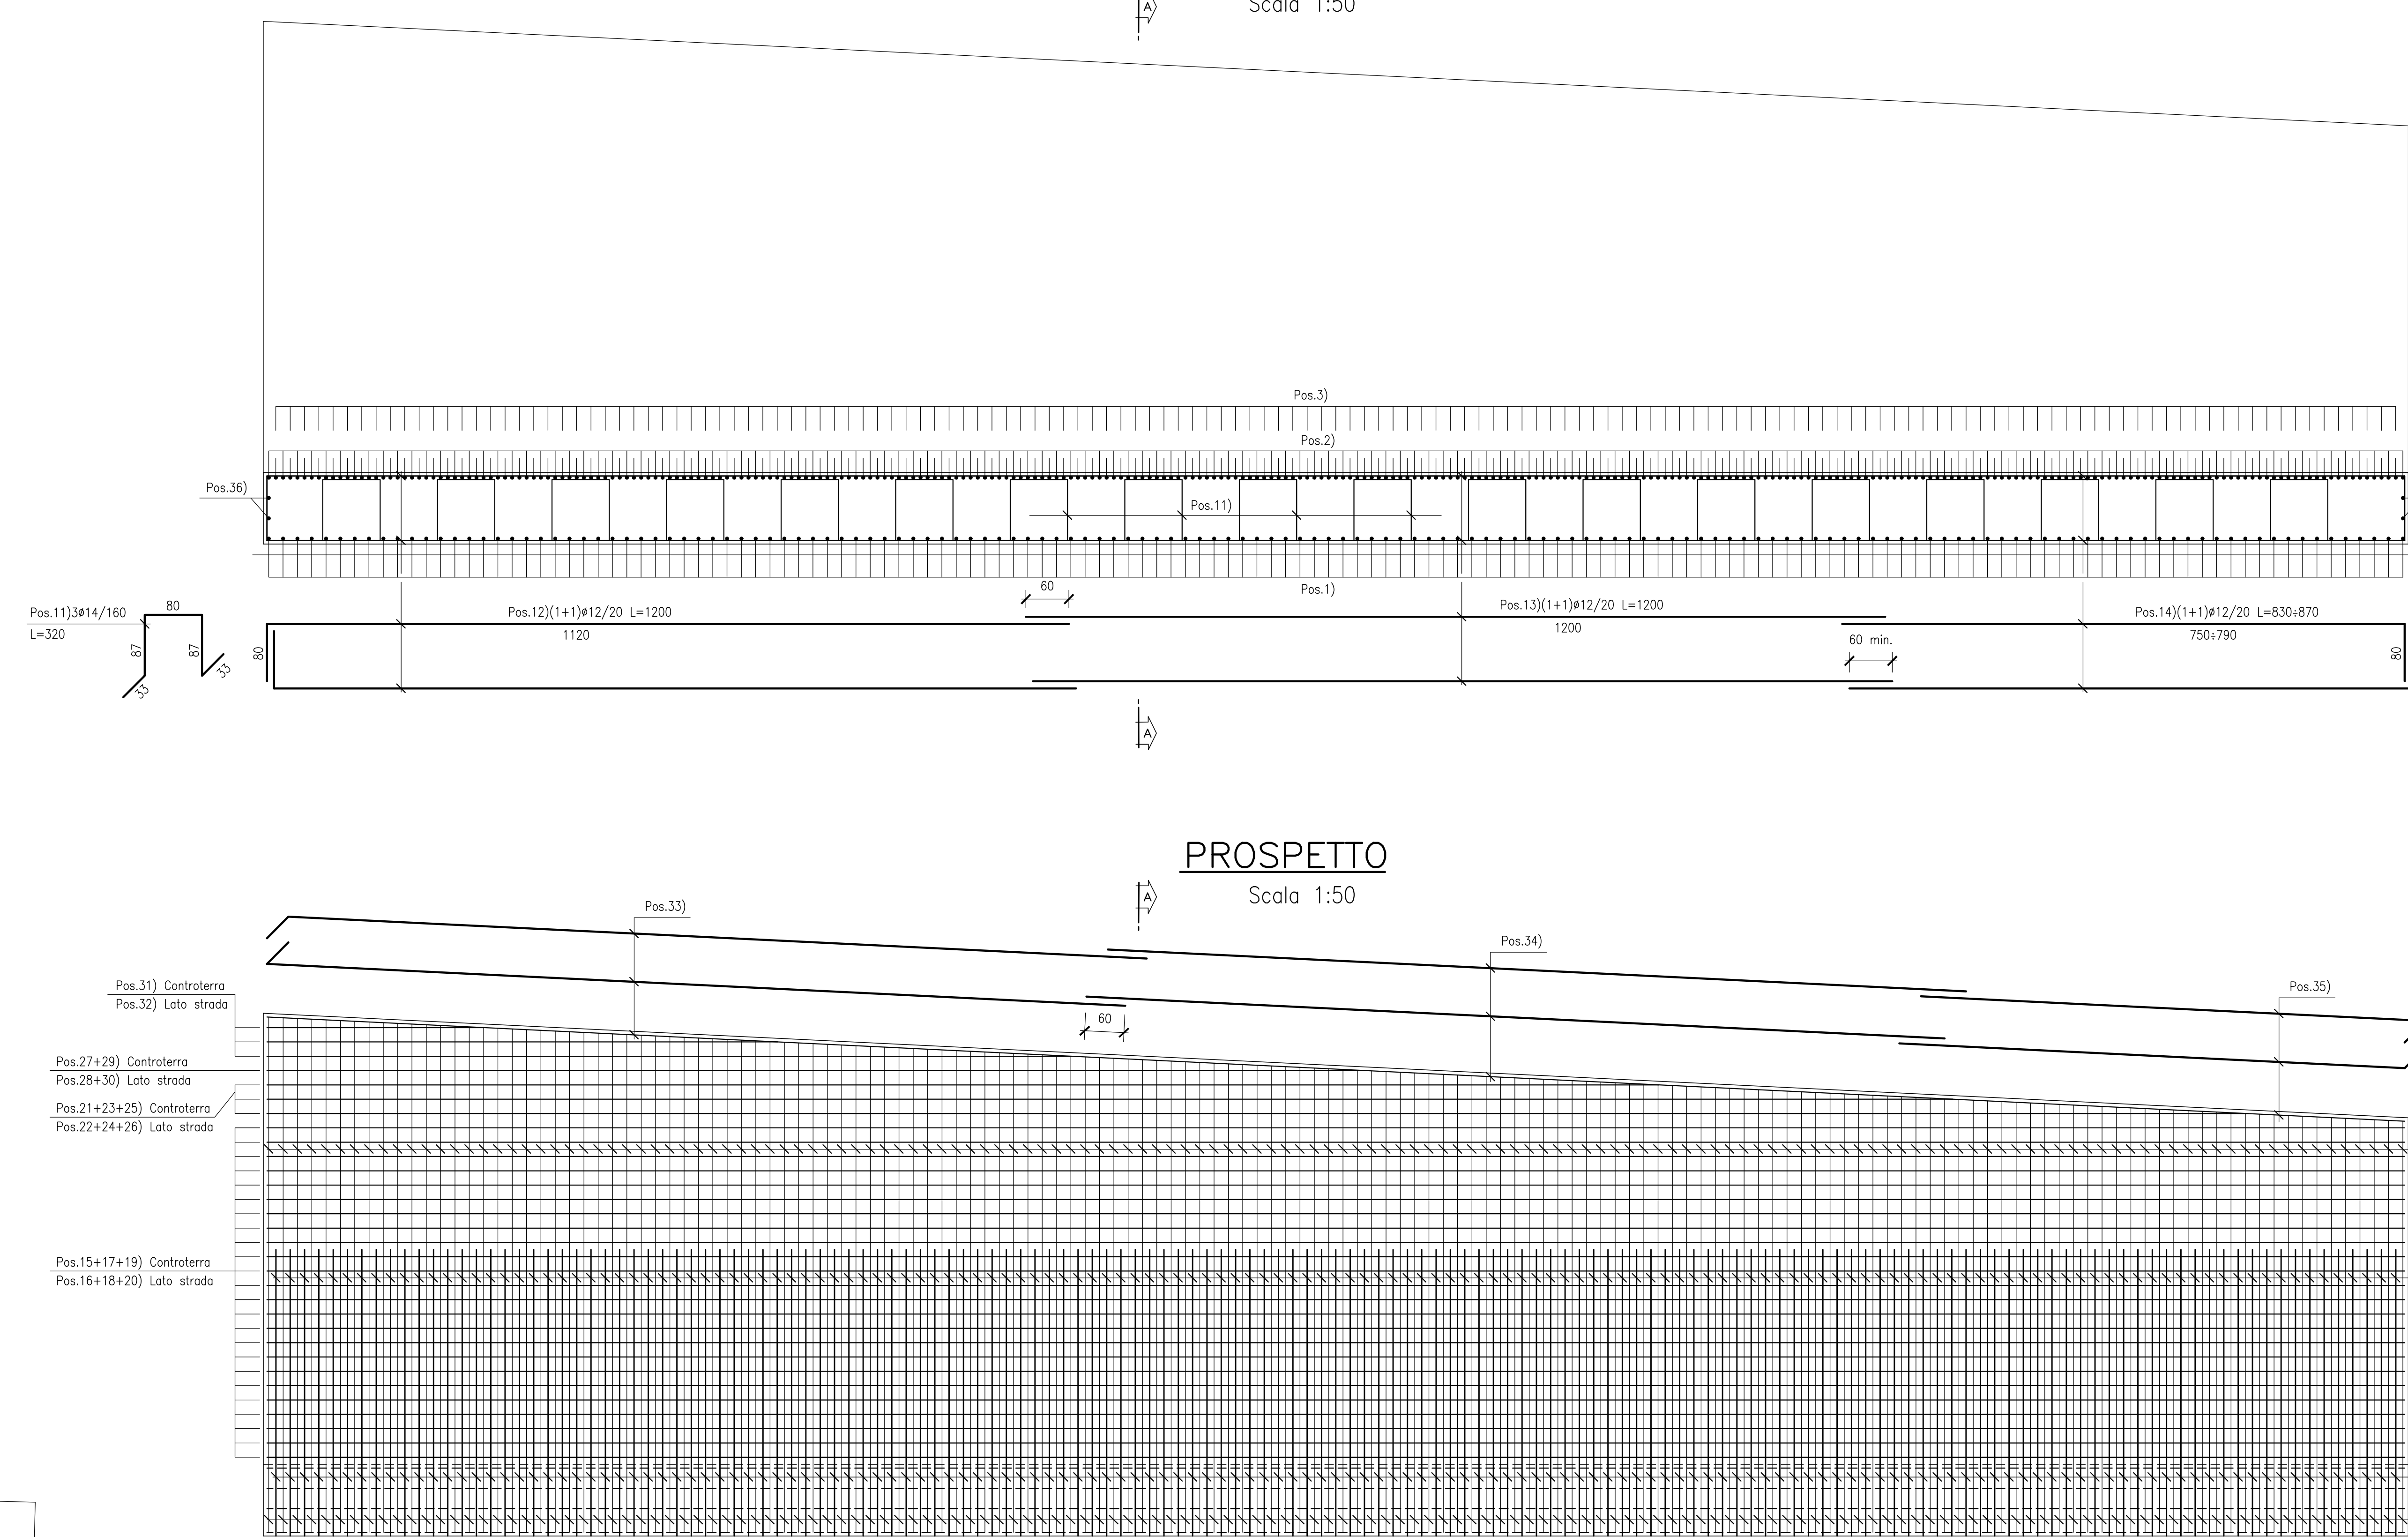 A
Scala 1:50
Pos.3)
Pos.2)
Pos.36)
Pos.11)
Pos.1)
60
80
Pos.11)3ø14/160
L=320
87
87
33
33
Pos.12)(1+1)ø12/20 L=1200
1120
80
Pos.13)(1+1)ø12/20 L=1200
1200
60 min.
Pos.14)(1+1)ø12/20 L=830÷870
750÷790
80
A
PROSPETTO
Scala 1:50
A
Pos.33)
Pos.34)
Pos.35)
60
Pos.31) Controterra
Pos.32) Lato strada
Pos.27+29) Controterra
Pos.28+30) Lato strada
Pos.21+23+25) Controterra
Pos.22+24+26) Lato strada
Pos.15+17+19) Controterra
Pos.16+18+20) Lato strada